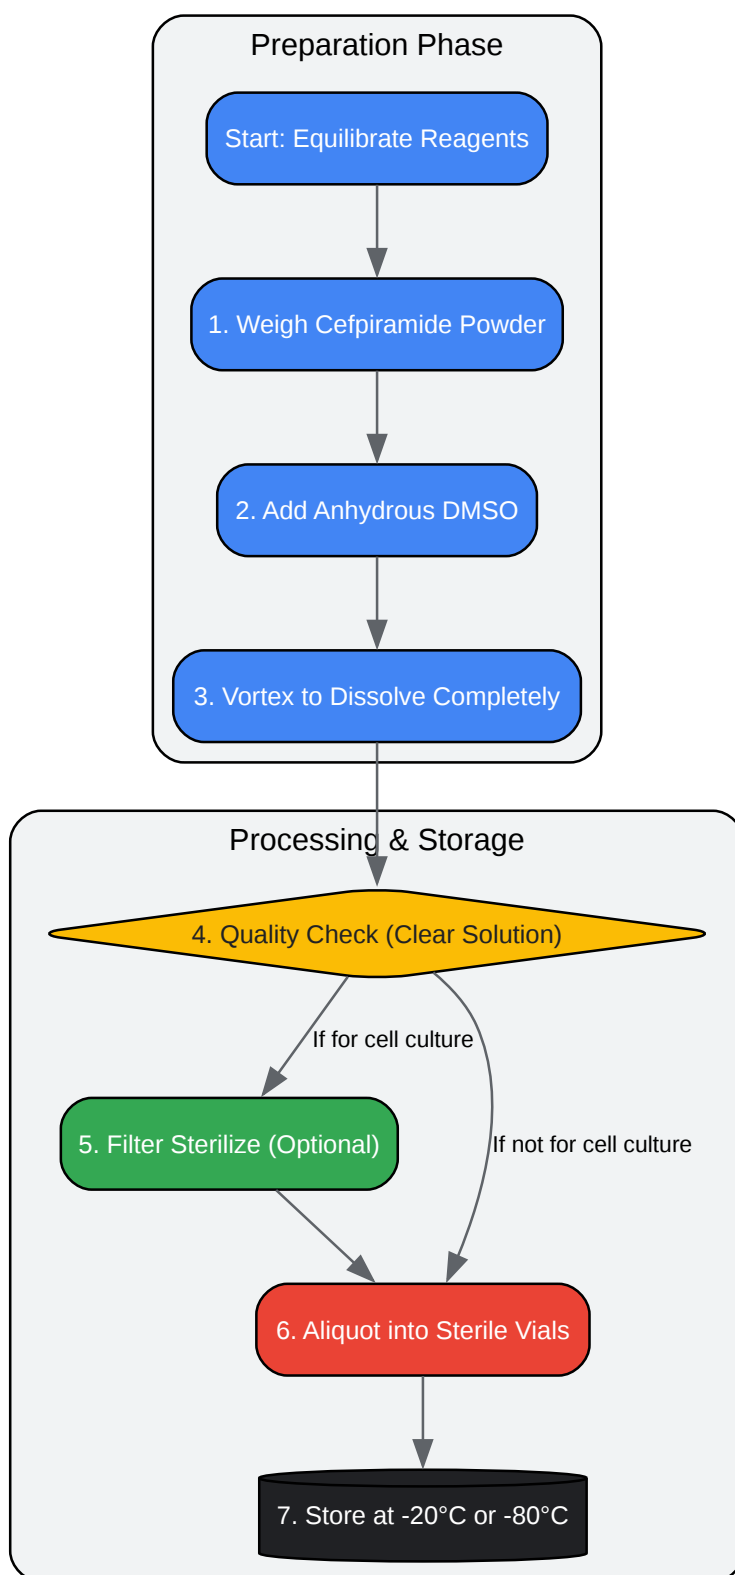 Preparation Phase
Start: Equilibrate Reagents
1. Weigh Cefpiramide Powder
2. Add Anhydrous DMSO
3. Vortex to Dissolve Completely
Processing & Storage
4. Quality Check (Clear Solution)
If for cell culture
5. Filter Sterilize (Optional)
If not for cell culture
6. Aliquot into Sterile Vials
7. Store at -20°C or -80°C